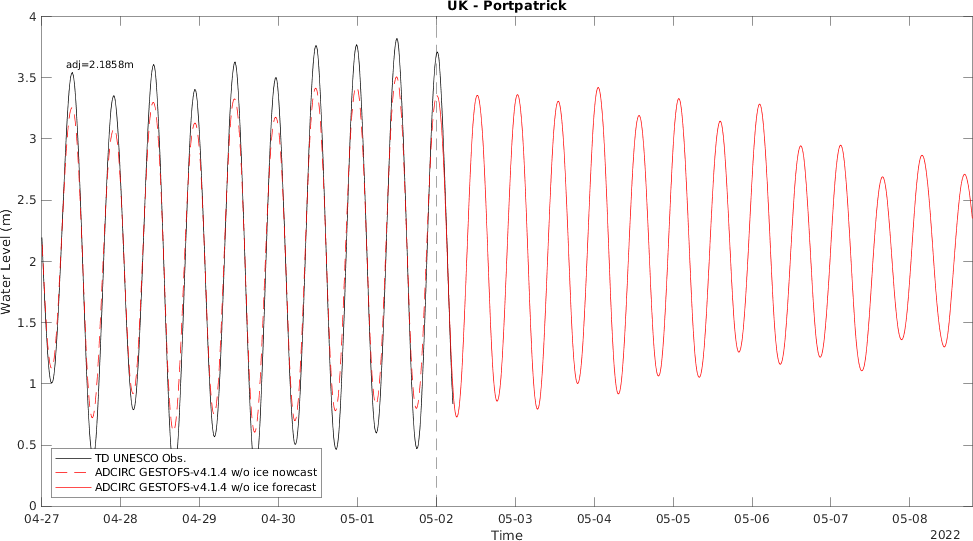 UK - Portpatrick
4
adj=2.1858m
3.5
3
2.5
2
1.5
1
0.5
0
Water Level (m)
TD UNESCO Obs.
ADCIRC GESTOFS-v4.1.4 w/o ice nowcast
ADCIRC GESTOFS-v4.1.4 w/o ice forecast
04-27 04-28 04-29 04-30 05-01 05-02 05-03 05-04 05-05 05-06 05-07 05-08
Time
2022